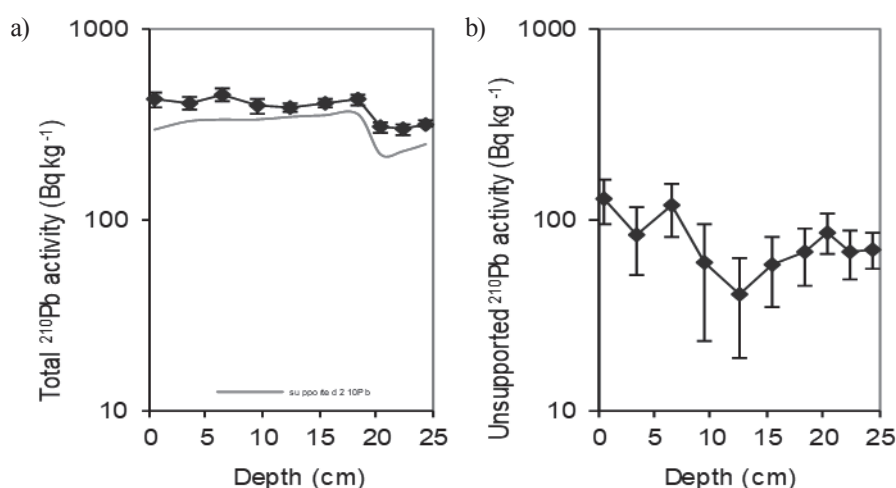 a)
Total ²¹⁰Pb activity (Bq kg⁻¹)
1000
100
10
supported 210Pb
0 5 10 15 20 25
Depth (cm)
b)
Unsupported ²¹⁰Pb activity (Bq kg⁻¹)
1000
100
10
0 5 10 15 20 25
Depth (cm)